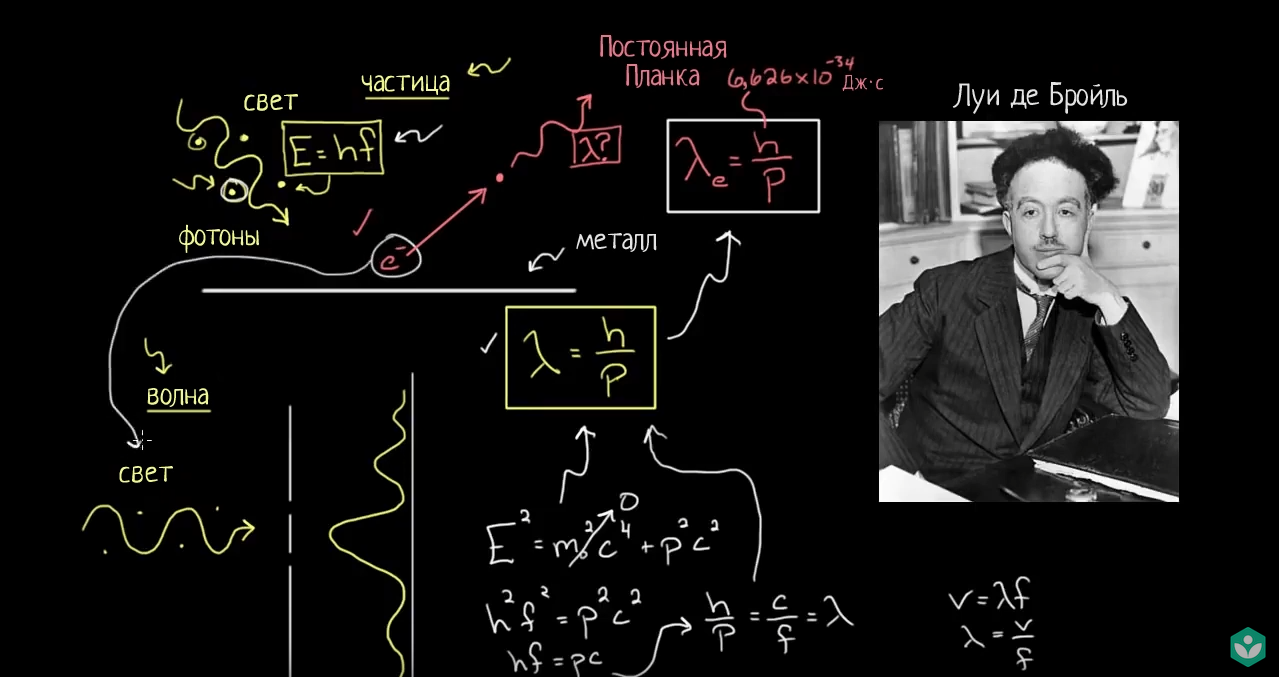 Постоянная
Планка 6,626×10⁻³⁴ Дж·с
частица
свет
E=hf
λ?
λₑ = h/p
Луи де Бройль
фотоны
e⁻
металл
λ = h/p
волна
свет
0
E² = m₀²c⁴ + p²c²
h²f² = p²c²
h/p = c/f = λ
hf = pc
v = λf
λ = v/f